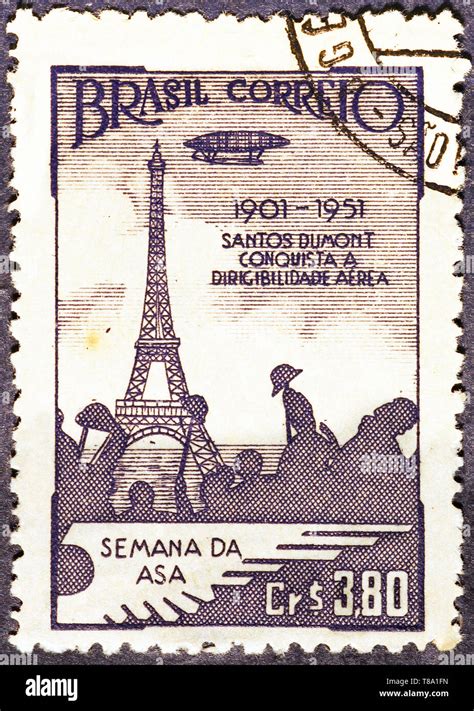 BRASIL CORREIO
1901-1951
SANTOS DUMONT
CONQUISTA A
DIRIGIBILIDADE AÉREA
SEMANA DA
ASA
Cr$ 3,80
alamy
Image ID: T8A1FN
www.alamy.com